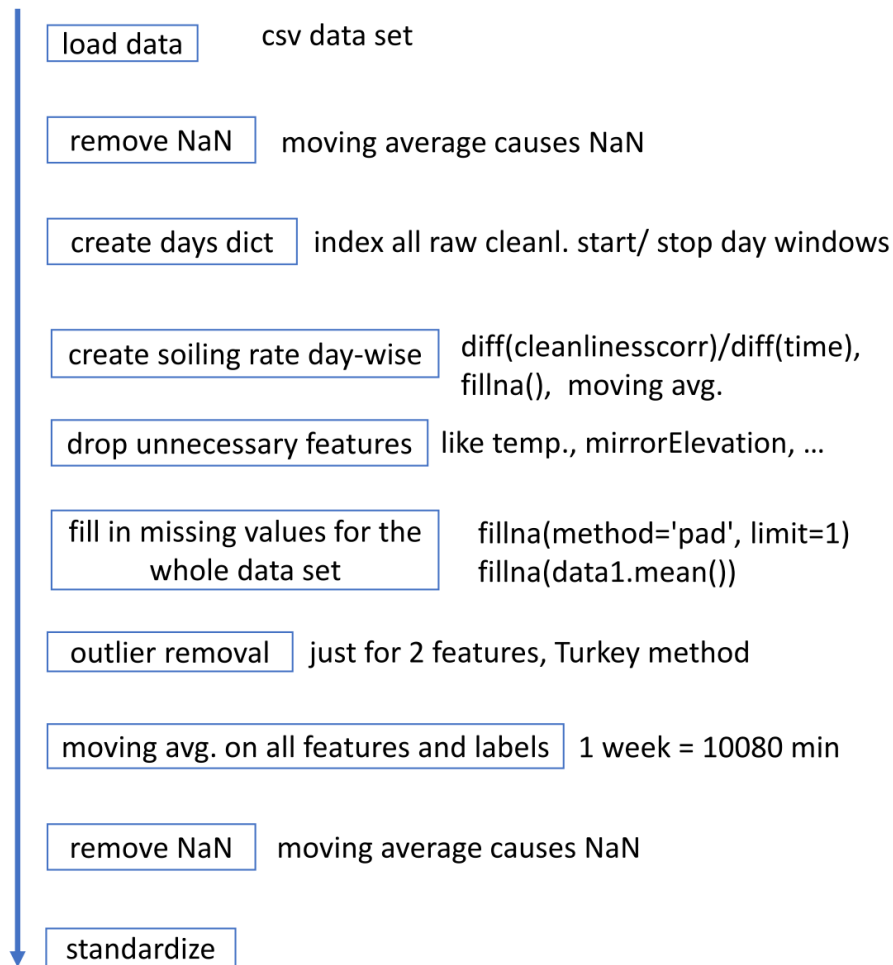 load data csv data set
remove NaN moving average causes NaN
create days dict index all raw cleanl. start/ stop day windows
create soiling rate day-wise diff(cleanlinesscorr)/diff(time),
fillna(), moving avg.
drop unnecessary features like temp., mirrorElevation, ...
fill in missing values for the fillna(method='pad', limit=1)
whole data set fillna(data1.mean())
outlier removal just for 2 features, Turkey method
moving avg. on all features and labels 1 week = 10080 min
remove NaN moving average causes NaN
standardize